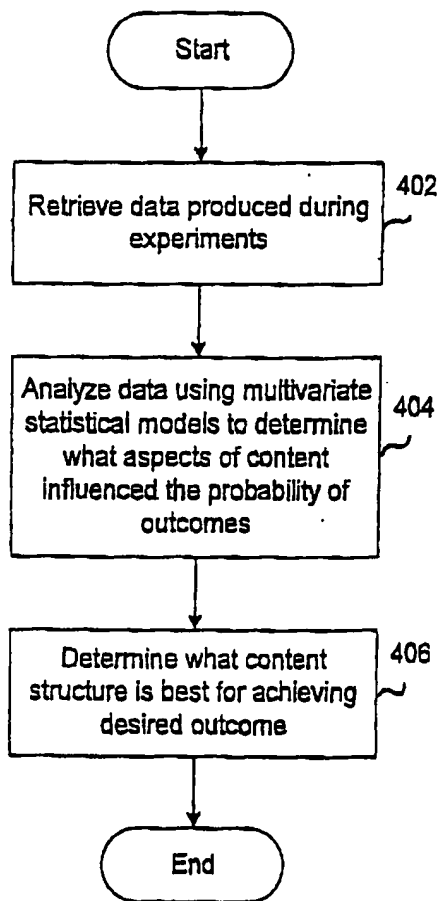 Start
402
Retrieve data produced during
experiments
Analyze data using multivariate
statistical models to determine
what aspects of content
influenced the probability of
outcomes
404
Determine what content
structure is best for achieving
desired outcome
406
End